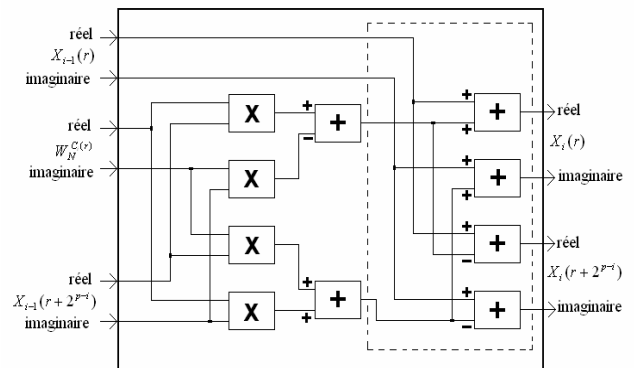 réel
X_{i-1}(r)
imaginaire
réel
W_N^{C(r)}
imaginaire
réel
X_{i-1}(r + 2^{p-i})
imaginaire
X
X
X
X
+
−
+
+
+
+
+
+
+
+
+
+
+
−
+
+
−
+
réel
X_i(r)
imaginaire
réel
X_i(r + 2^{p-i})
imaginaire